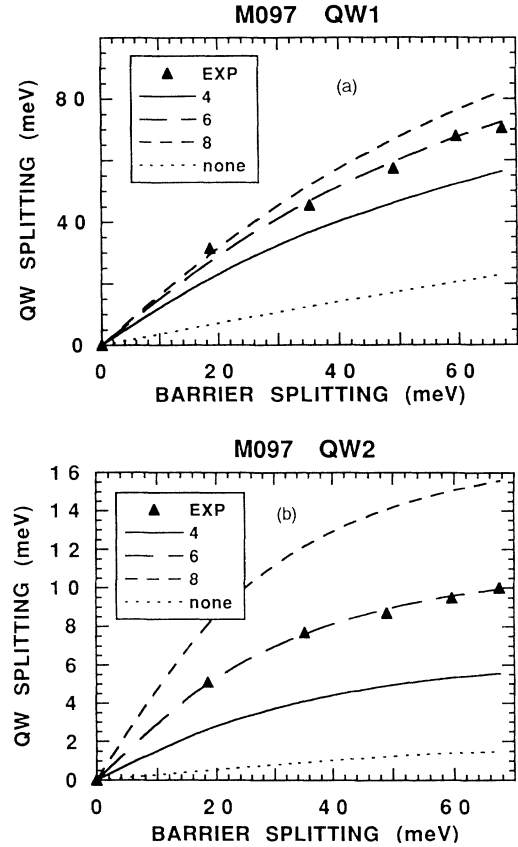 M097 QW1
QW SPLITTING (meV)
80
40
0
EXP
4
6
8
none
(a)
0 20 40 60
BARRIER SPLITTING (meV)
M097 QW2
QW SPLITTING (meV)
16
14
12
10
8
6
4
2
0
EXP
4
6
8
none
(b)
0 20 40 60
BARRIER SPLITTING (meV)